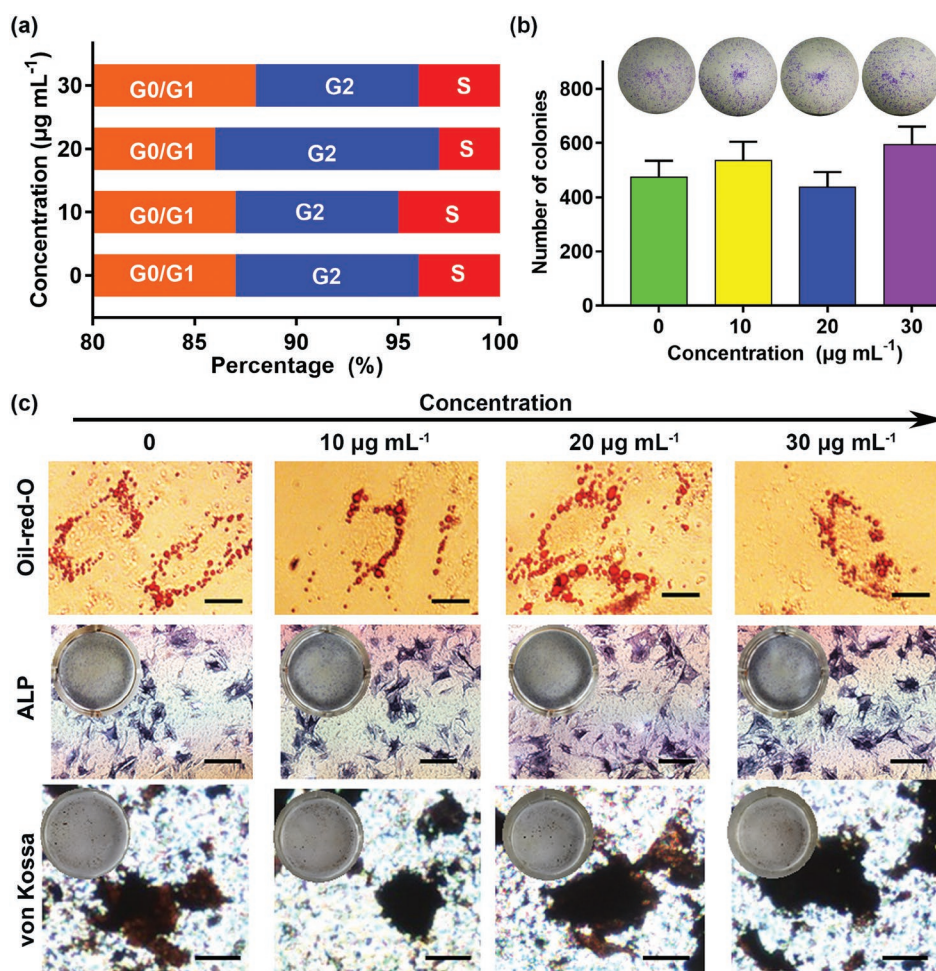 (a)
Concentration (µg mL⁻¹)
30
20
10
0
G0/G1 G2 S
G0/G1 G2 S
G0/G1 G2 S
G0/G1 G2 S
80 85 90 95 100
Percentage (%)
(b)
Number of colonies
800
600
400
200
0
0 10 20 30
Concentration (µg mL⁻¹)
(c)
Concentration
0 10 µg mL⁻¹ 20 µg mL⁻¹ 30 µg mL⁻¹
Oil-red-O
ALP
von Kossa